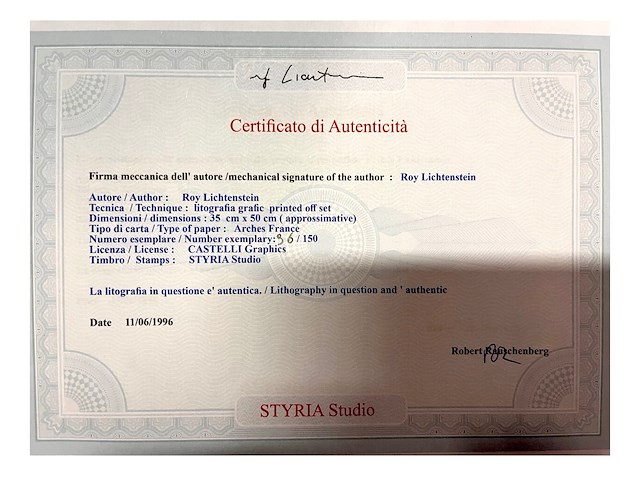 Certificato di Autenticità
Firma meccanica dell' autore /mechanical signature of the author : Roy Lichtenstein
Autore / Author : Roy Lichtenstein
Tecnica / Technique : litografia grafic printed off set
Dimensioni / dimensions : 35 cm x 50 cm ( approssimative)
Tipo di carta / Type of paper : Arches France
Numero esemplare / Number exemplary: 96 / 150
Licenza / License : CASTELLI Graphics
Timbro / Stamps : STYRIA Studio
La litografia in questione e' autentica. / Lithography in question and ' authentic
Date 11/06/1996
Robert Rauschenberg
STYRIA Studio